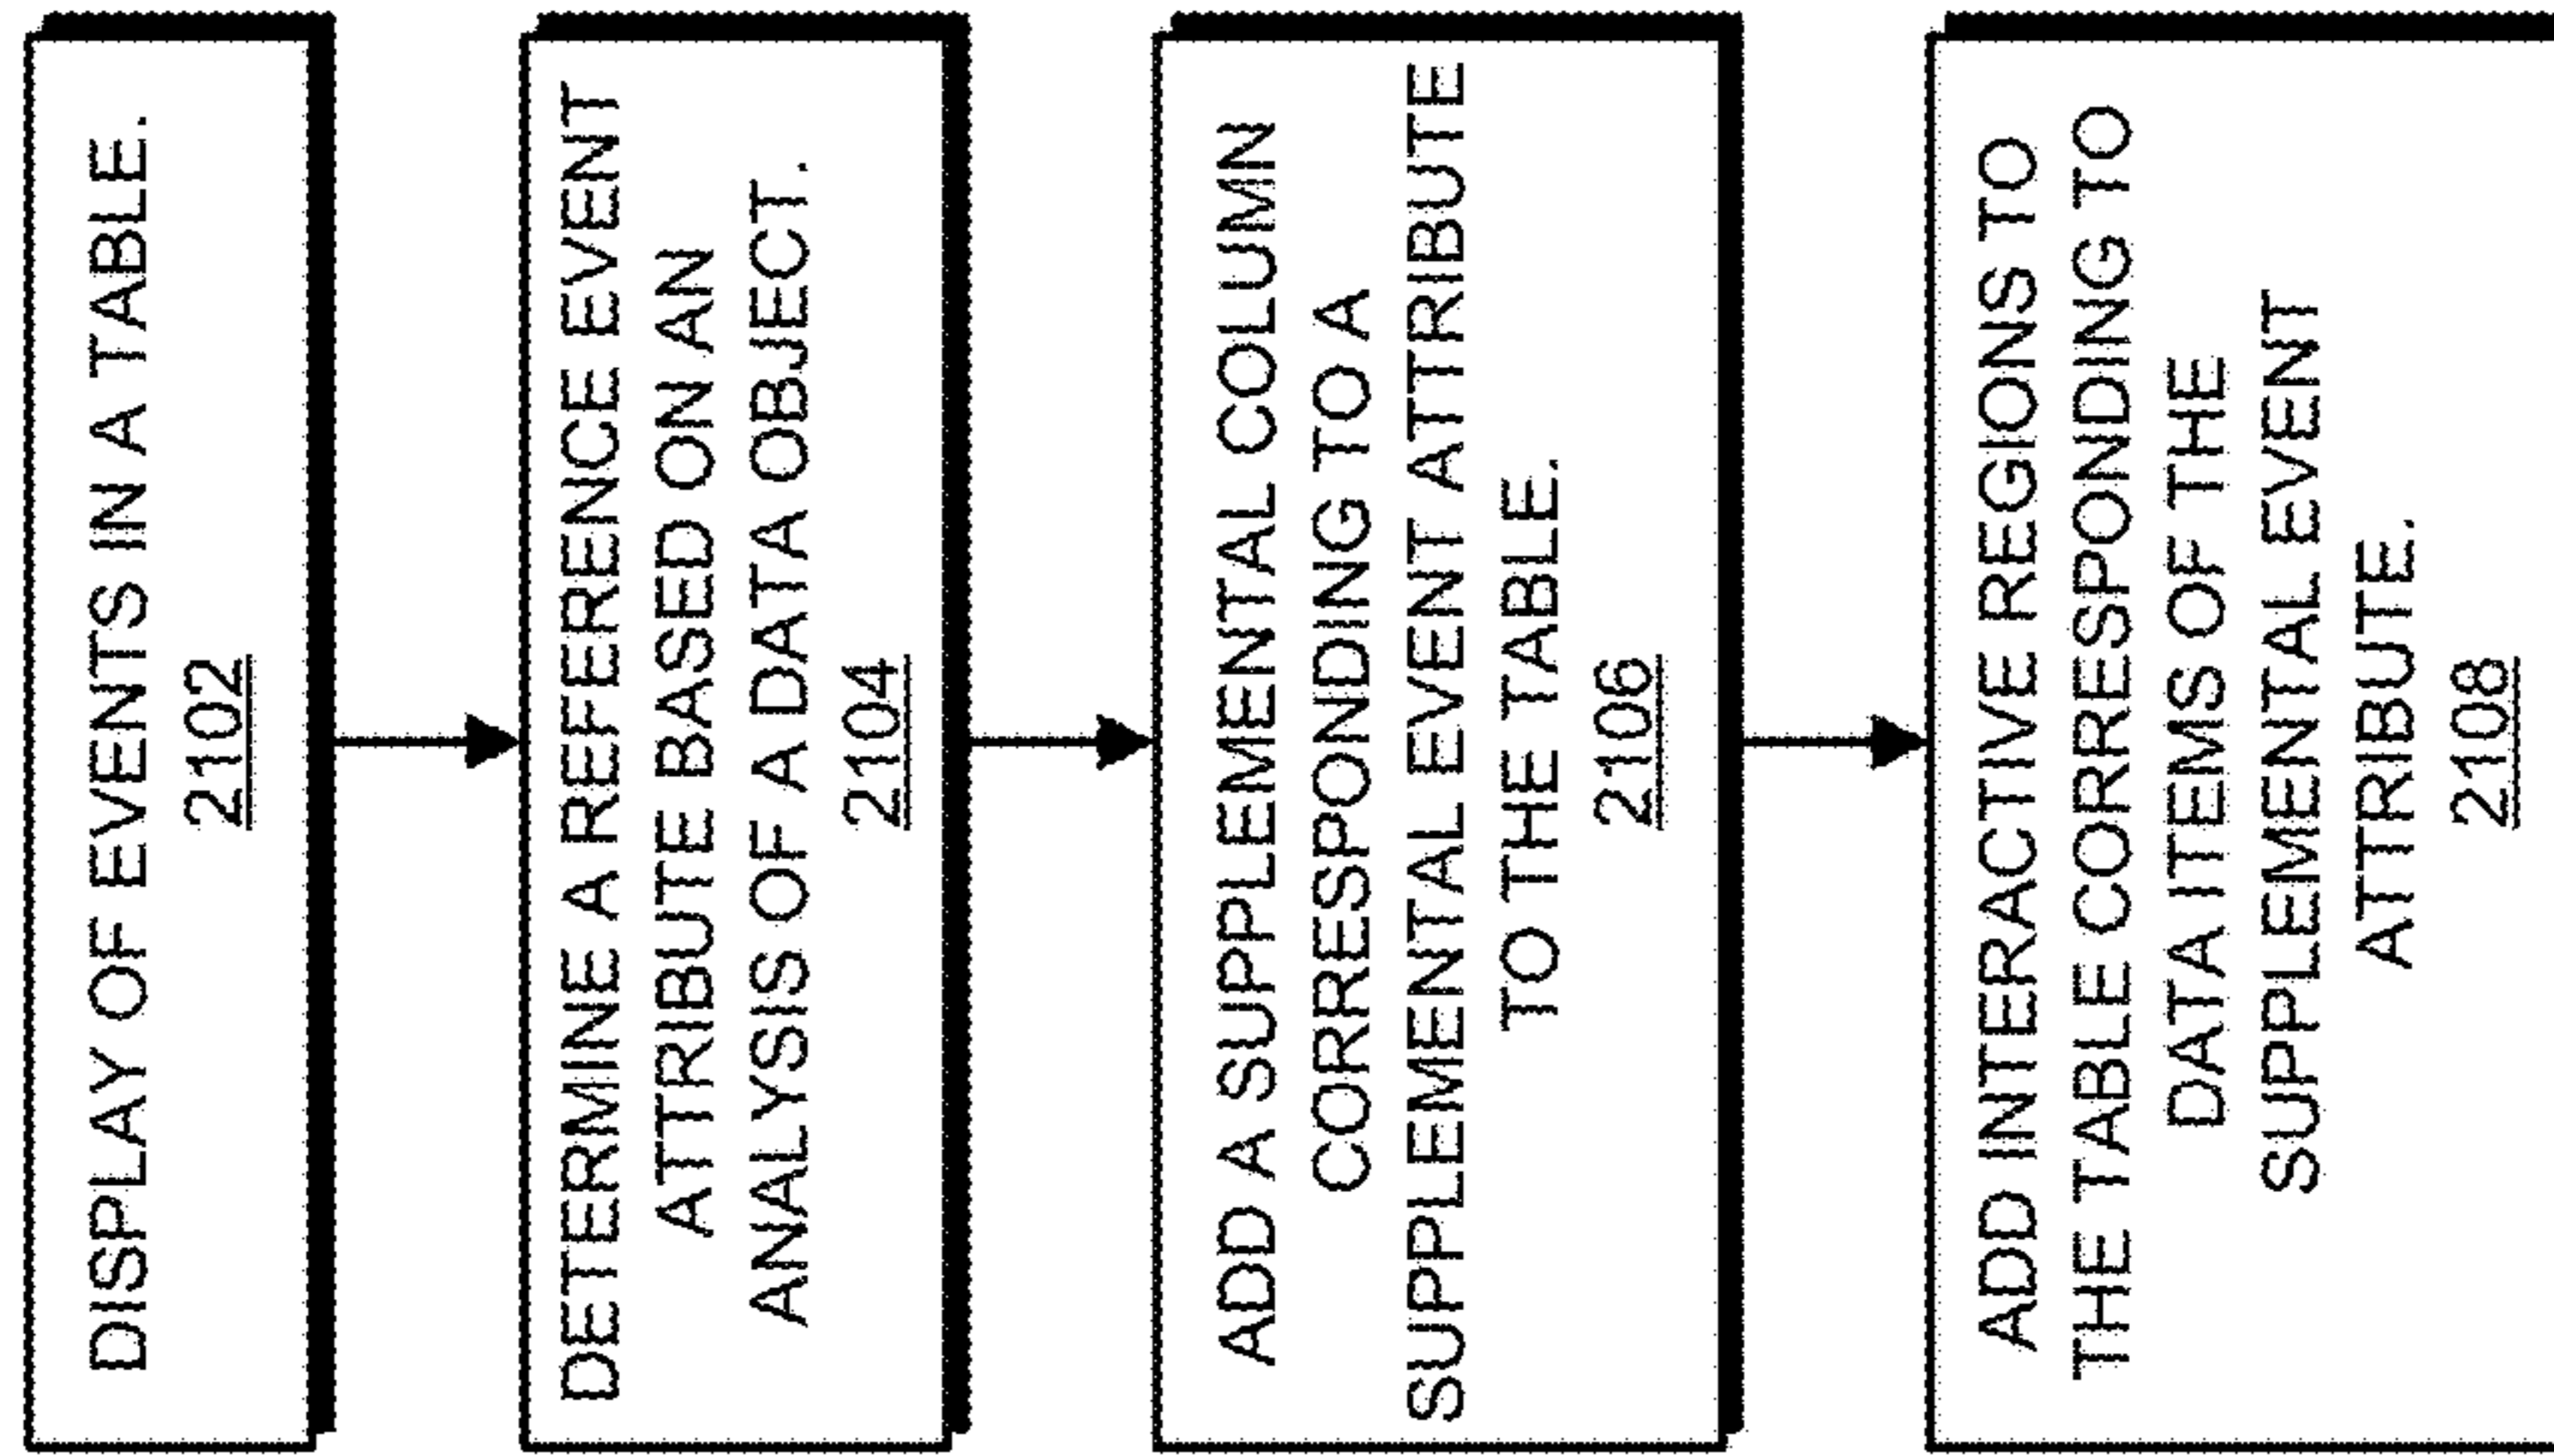 DISPLAY OF EVENTS IN A TABLE.
2102
DETERMINE A REFERENCE EVENT
ATTRIBUTE BASED ON AN
ANALYSIS OF A DATA OBJECT.
2104
ADD A SUPPLEMENTAL COLUMN
CORRESPONDING TO A
SUPPLEMENTAL EVENT ATTRIBUTE
TO THE TABLE.
2106
ADD INTERACTIVE REGIONS TO
THE TABLE CORRESPONDING TO
DATA ITEMS OF THE
SUPPLEMENTAL EVENT
ATTRIBUTE.
2108